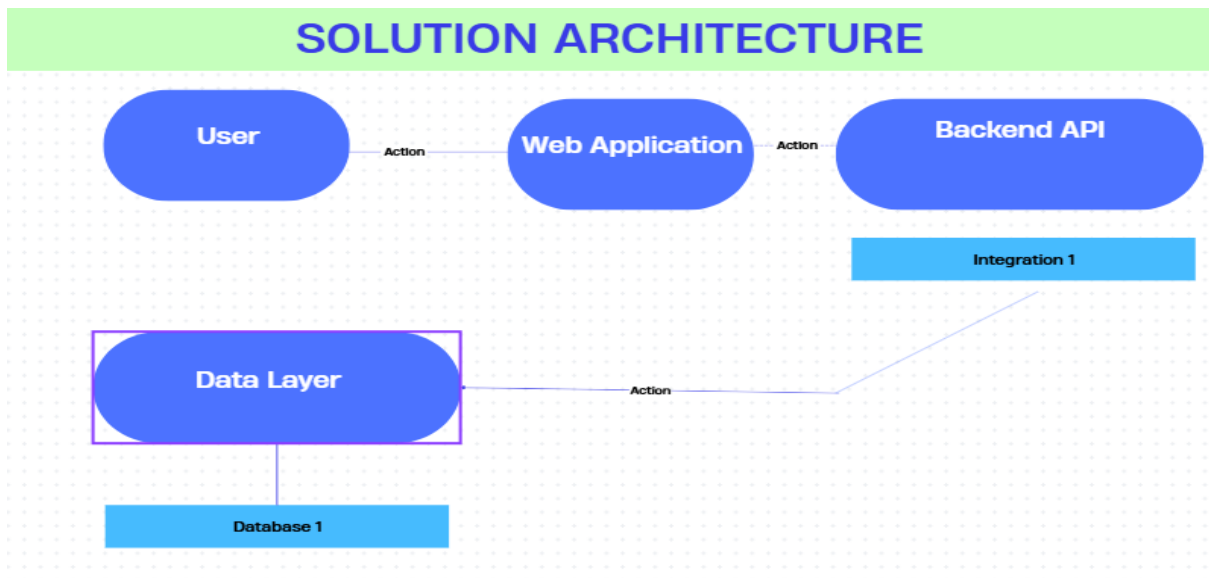 SOLUTION ARCHITECTURE
User
Action
Web Application
Action
Backend API
Integration 1
Data Layer
Action
Database 1